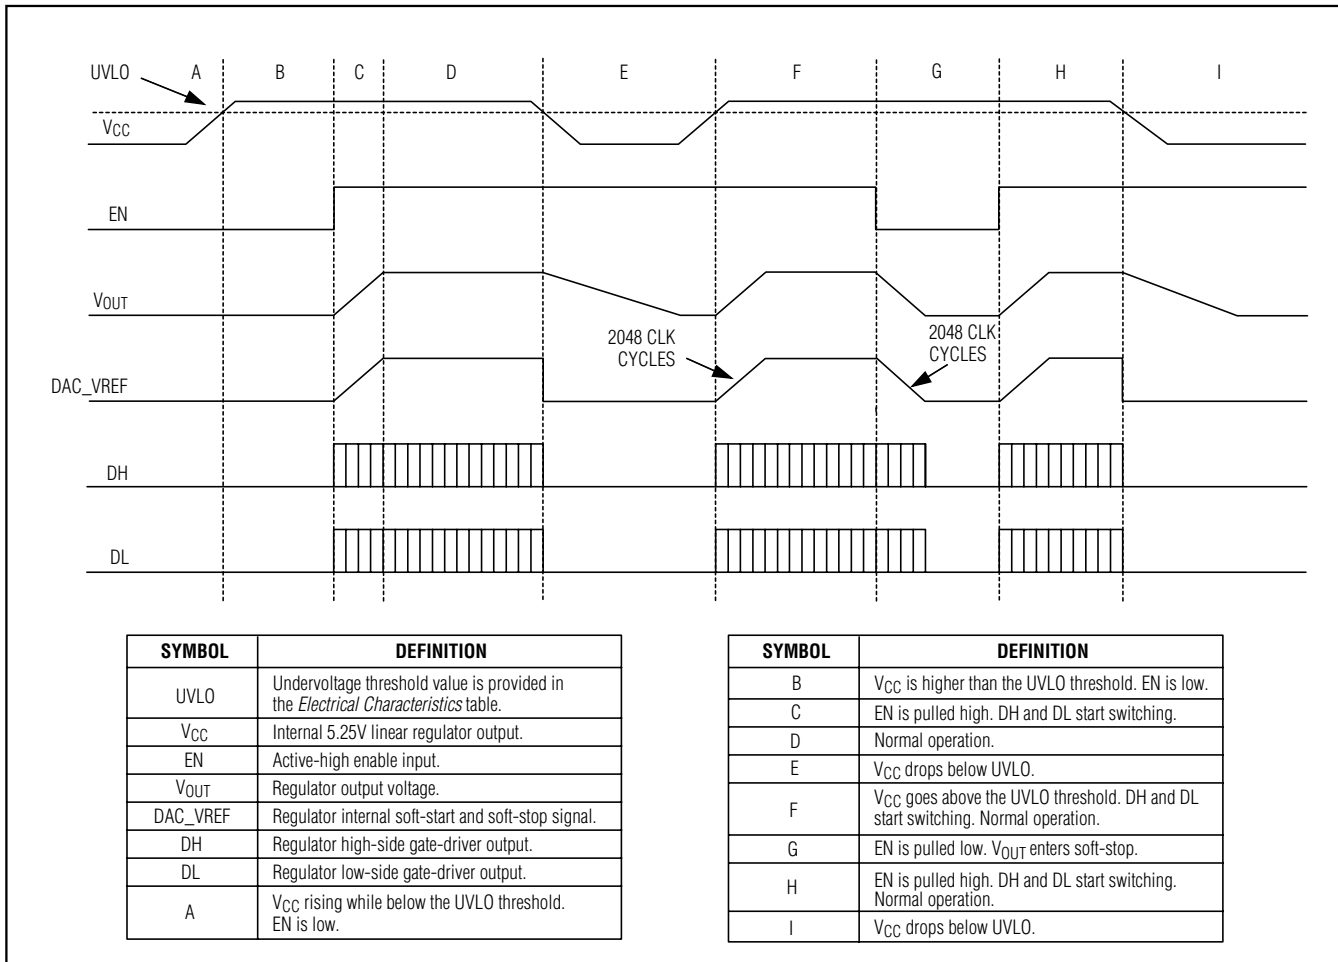 UVLO
A
B
C
D
E
F
G
H
I
VCC
EN
VOUT
2048 CLK
CYCLES
2048 CLK
CYCLES
DAC_VREF
DH
DL
SYMBOL DEFINITION
UVLO Undervoltage threshold value is provided in
the Electrical Characteristics table.
VCC Internal 5.25V linear regulator output.
EN Active-high enable input.
VOUT Regulator output voltage.
DAC_VREF Regulator internal soft-start and soft-stop signal.
DH Regulator high-side gate-driver output.
DL Regulator low-side gate-driver output.
A VCC rising while below the UVLO threshold.
EN is low.
SYMBOL DEFINITION
B VCC is higher than the UVLO threshold. EN is low.
C EN is pulled high. DH and DL start switching.
D Normal operation.
E VCC drops below UVLO.
F VCC goes above the UVLO threshold. DH and DL
start switching. Normal operation.
G EN is pulled low. VOUT enters soft-stop.
H EN is pulled high. DH and DL start switching.
Normal operation.
I VCC drops below UVLO.